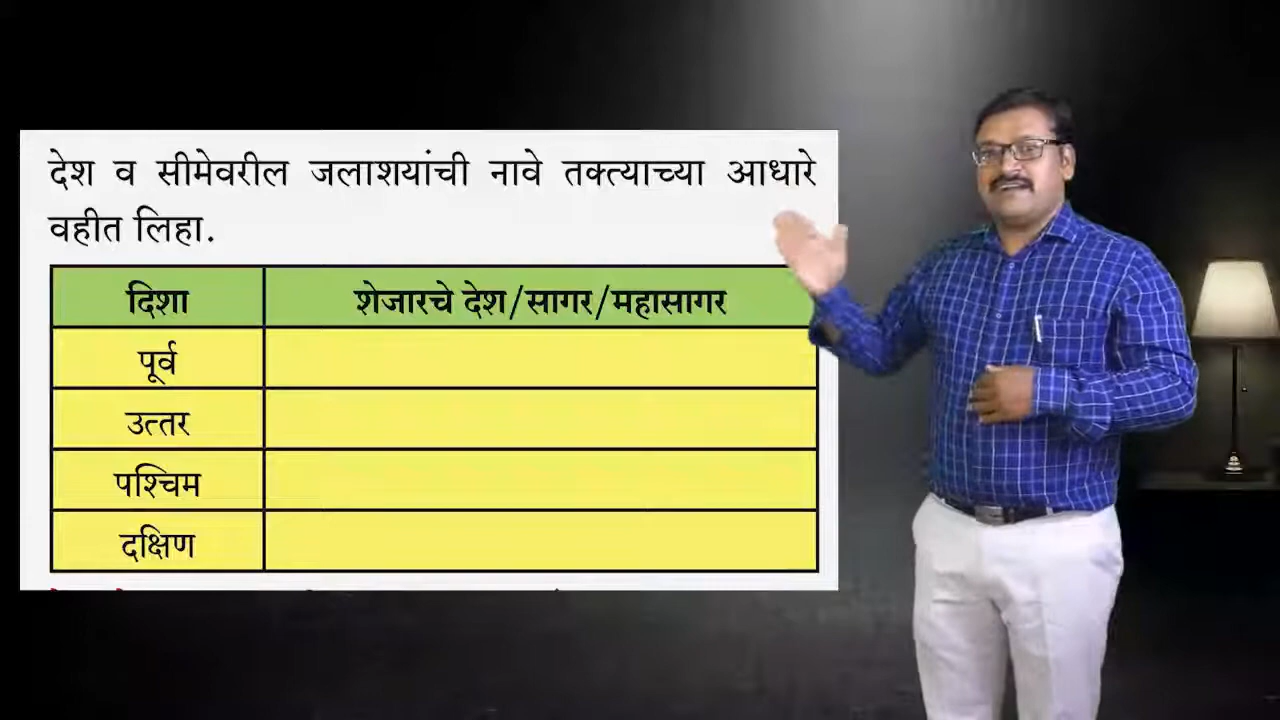 देश व सीमेवरील जलाशयांची नावे तक्त्याच्या आधारे
वहीत लिहा.
दिशा शेजारचे देश/सागर/महासागर
पूर्व
उत्तर
पश्चिम
दक्षिण